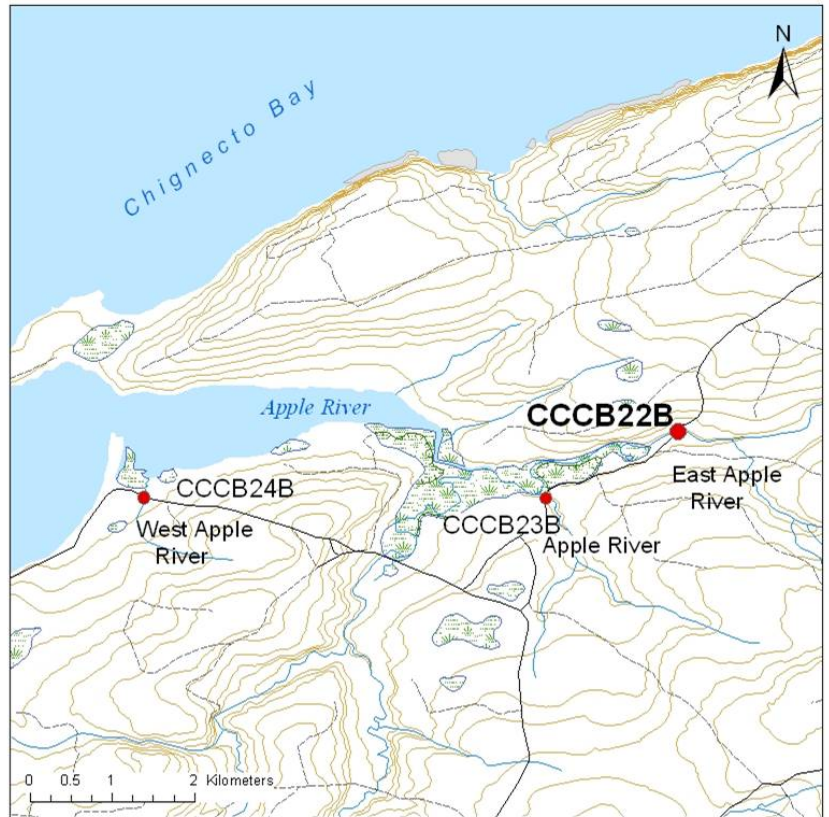 N
Chignecto Bay
Apple River
CCCB22B
East Apple
River
CCCB24B
CCCB23B
West Apple
River
Apple River
0 0.5 1 2 Kilometers